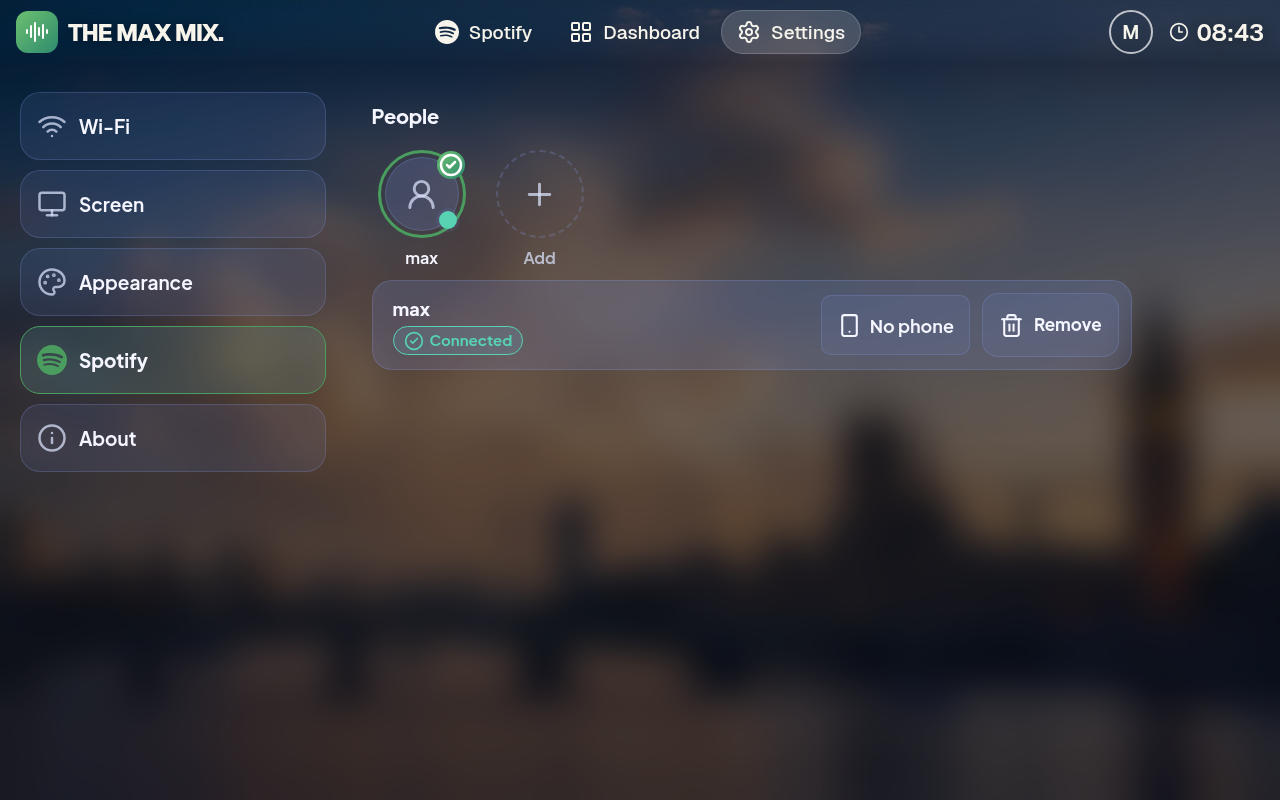 THE MAX MIX.
Spotify
Dashboard
Settings
M
08:43
Wi-Fi
Screen
Appearance
Spotify
About
People
max
Add
max
Connected
No phone
Remove